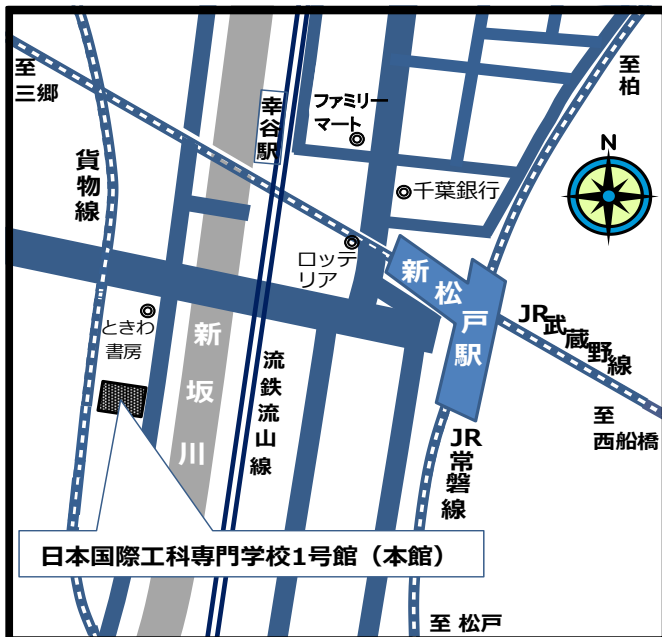 至
三郷
貨物線
幸谷駅
ファミリー
マート
千葉銀行
至柏
N
ロッテ
リア
新松戸駅
JR武蔵野線
至
西船橋
ときわ
書房
新坂川
流鉄流山線
JR常磐線
日本国際工科専門学校1号館（本館）
至 松戸